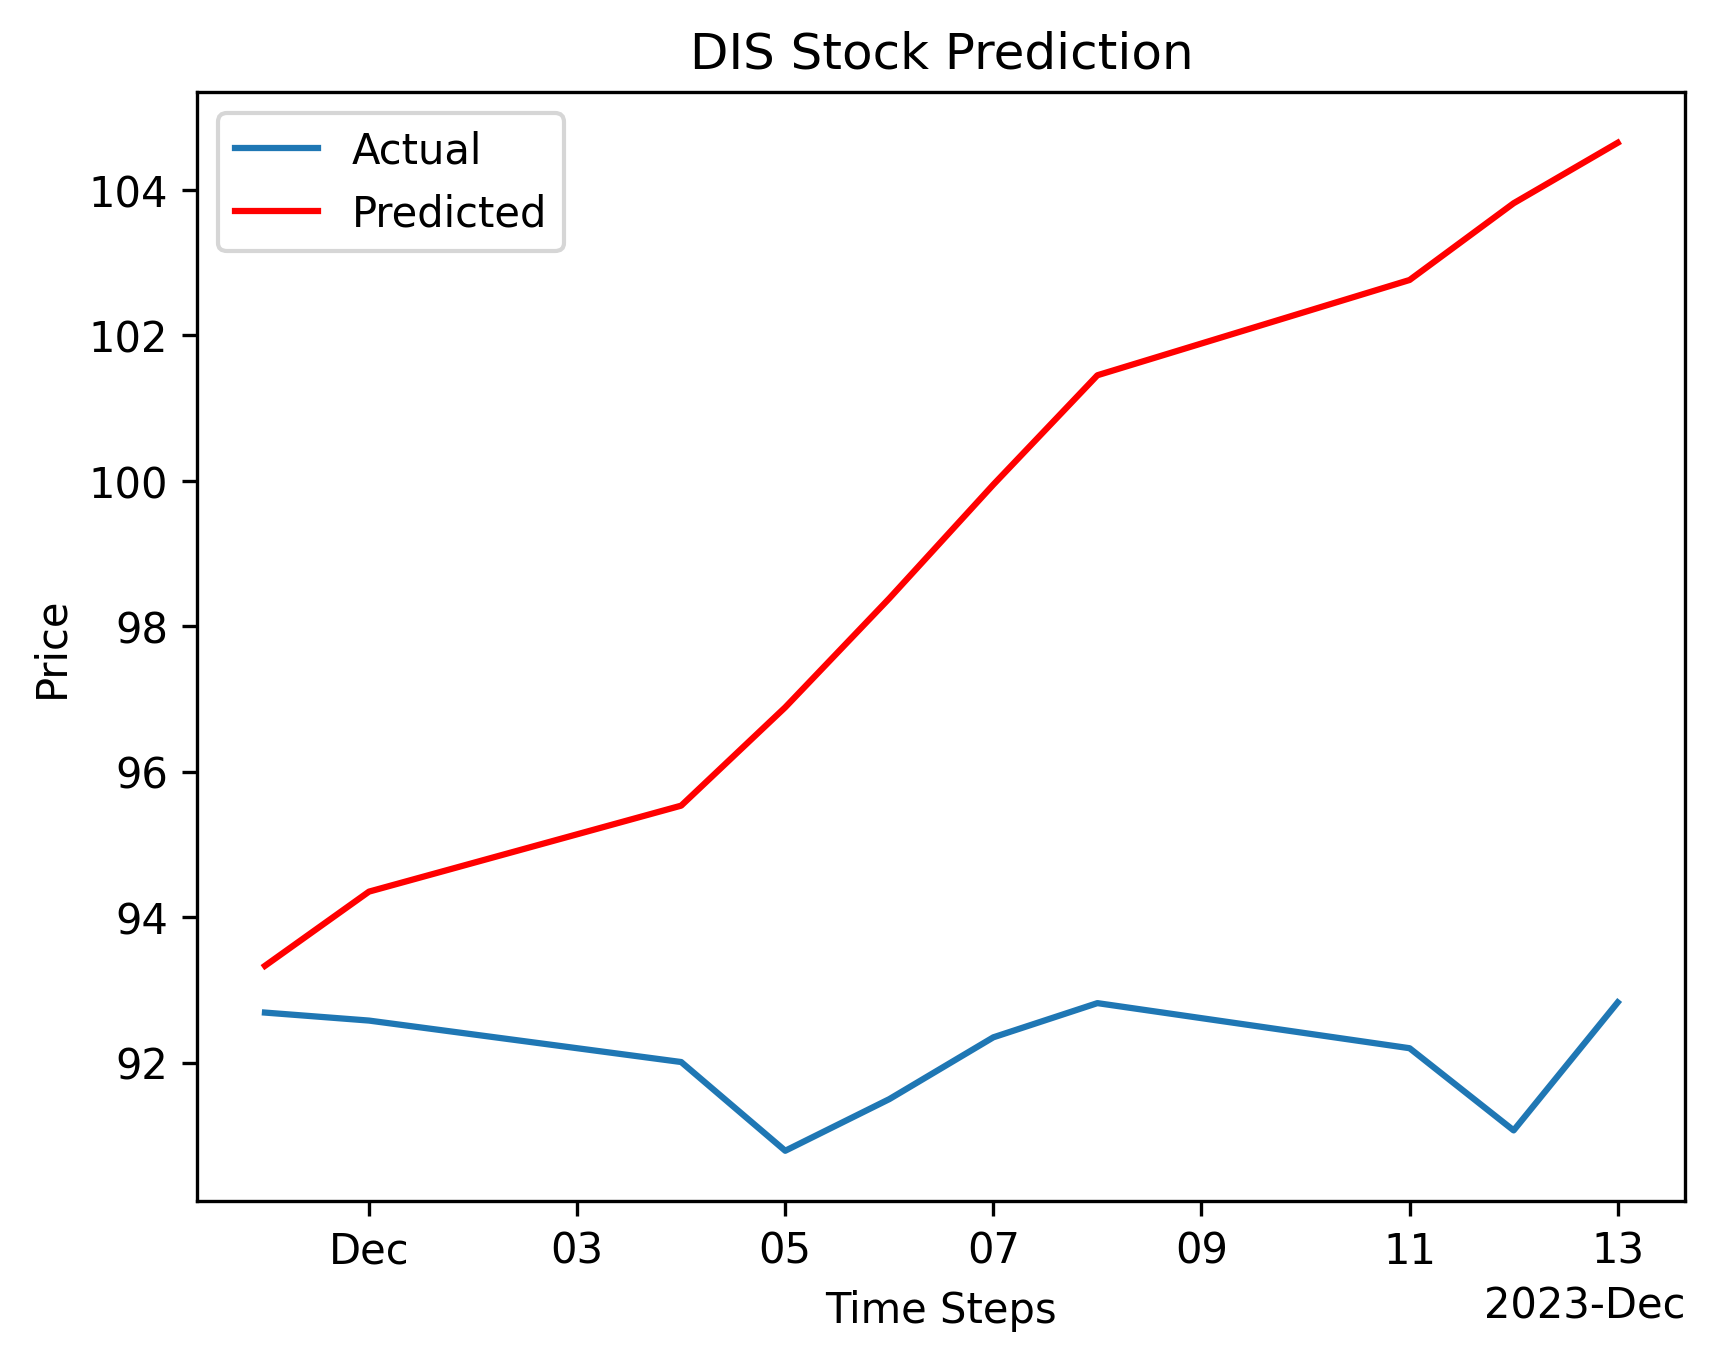 DIS Stock Prediction
Actual
Predicted
104
102
100
98
96
94
92
Price
Dec 03 05 07 09 11 13
2023-Dec
Time Steps